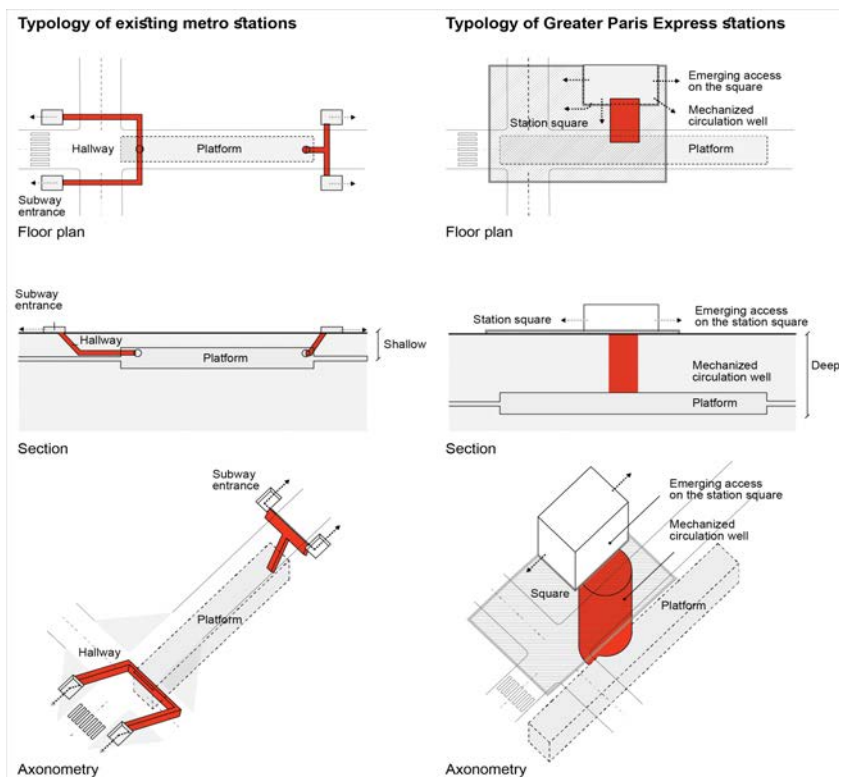 Typology of existing metro stations
Hallway
Platform
Subway
entrance
Floor plan
Subway
entrance
Hallway
Platform
Shallow
Section
Subway
entrance
Platform
Hallway
Axonometry
Typology of Greater Paris Express stations
Emerging access
on the square
Mechanized
circulation well
Station square
Platform
Floor plan
Station square
Emerging access
on the station square
Mechanized
circulation well
Deep
Platform
Section
Emerging access
on the station square
Mechanized
circulation well
Square
Platform
Axonometry